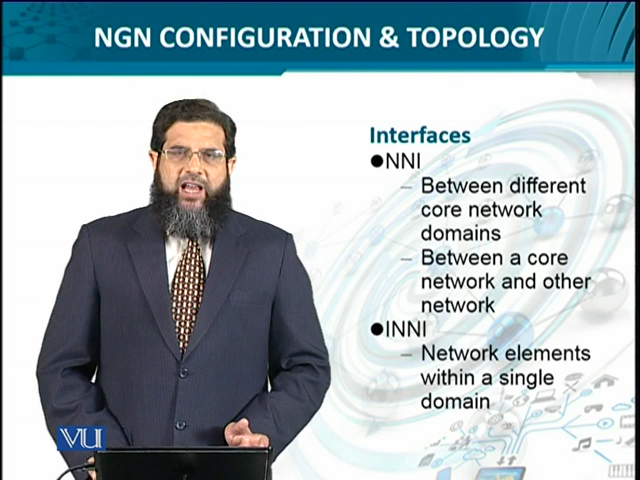 NGN CONFIGURATION & TOPOLOGY
Interfaces
●NNI
– Between different
core network
domains
– Between a core
network and other
network
●INNI
– Network elements
within a single
domain
VU